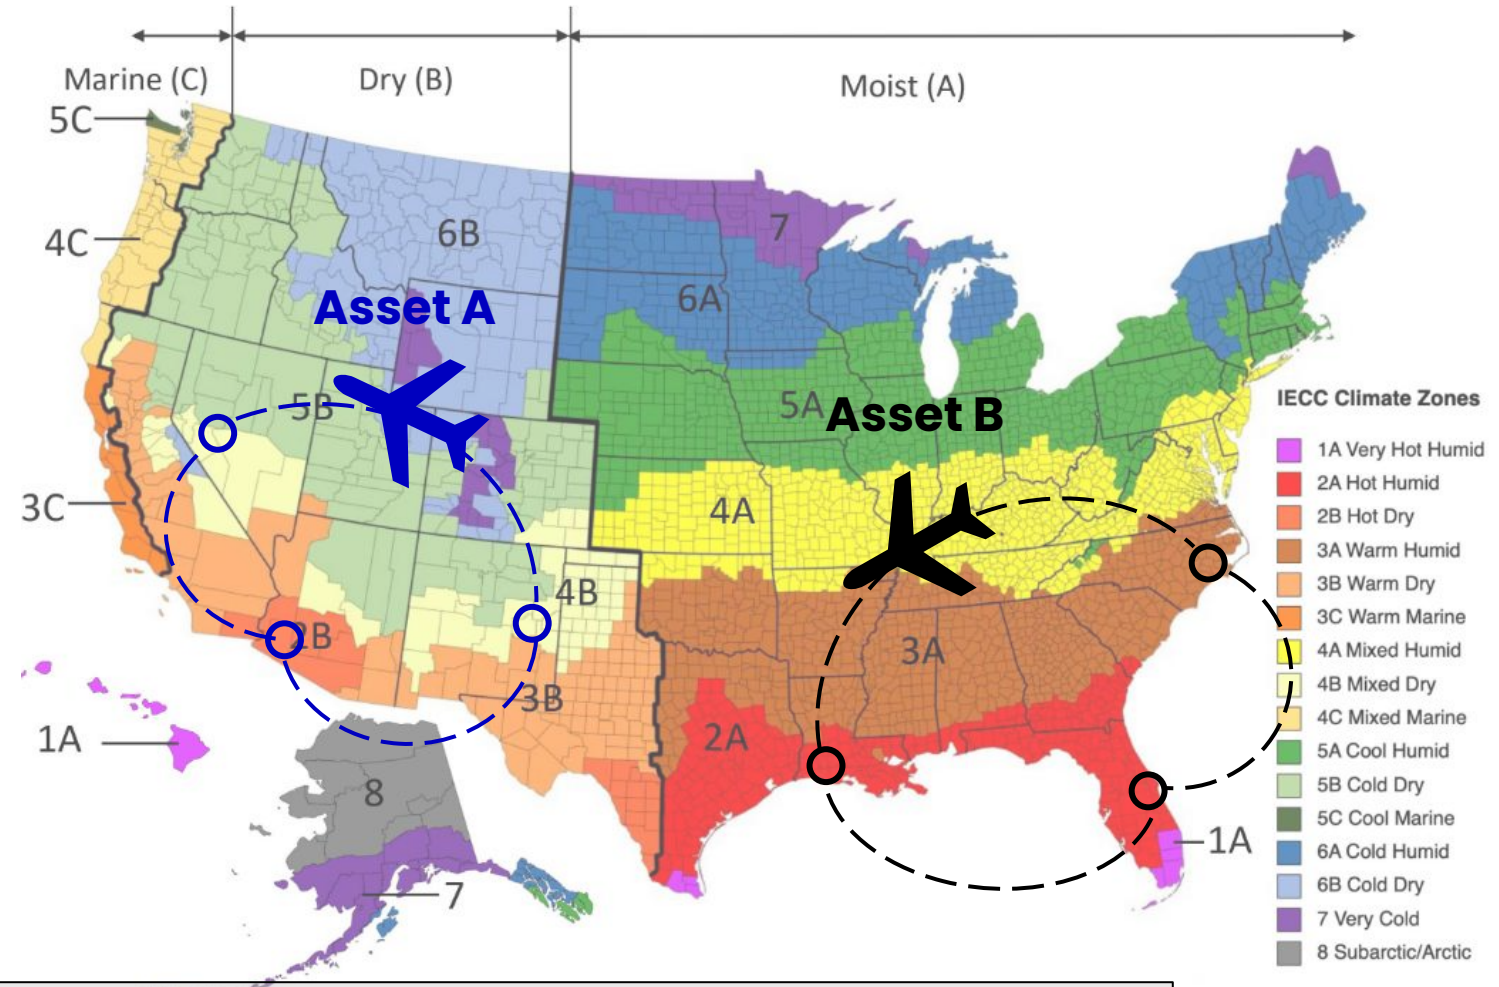 Marine (C)
Dry (B)
Moist (A)
5C
4C
3C
1A
6B
5B
2B
3B
4B
7
6A
5A
4A
3A
2A
1A
8
7
Asset A
Asset B
IECC Climate Zones
1A Very Hot Humid
2A Hot Humid
2B Hot Dry
3A Warm Humid
3B Warm Dry
3C Warm Marine
4A Mixed Humid
4B Mixed Dry
4C Mixed Marine
5A Cool Humid
5B Cold Dry
5C Cool Marine
6A Cold Humid
6B Cold Dry
7 Very Cold
8 Subarctic/Arctic